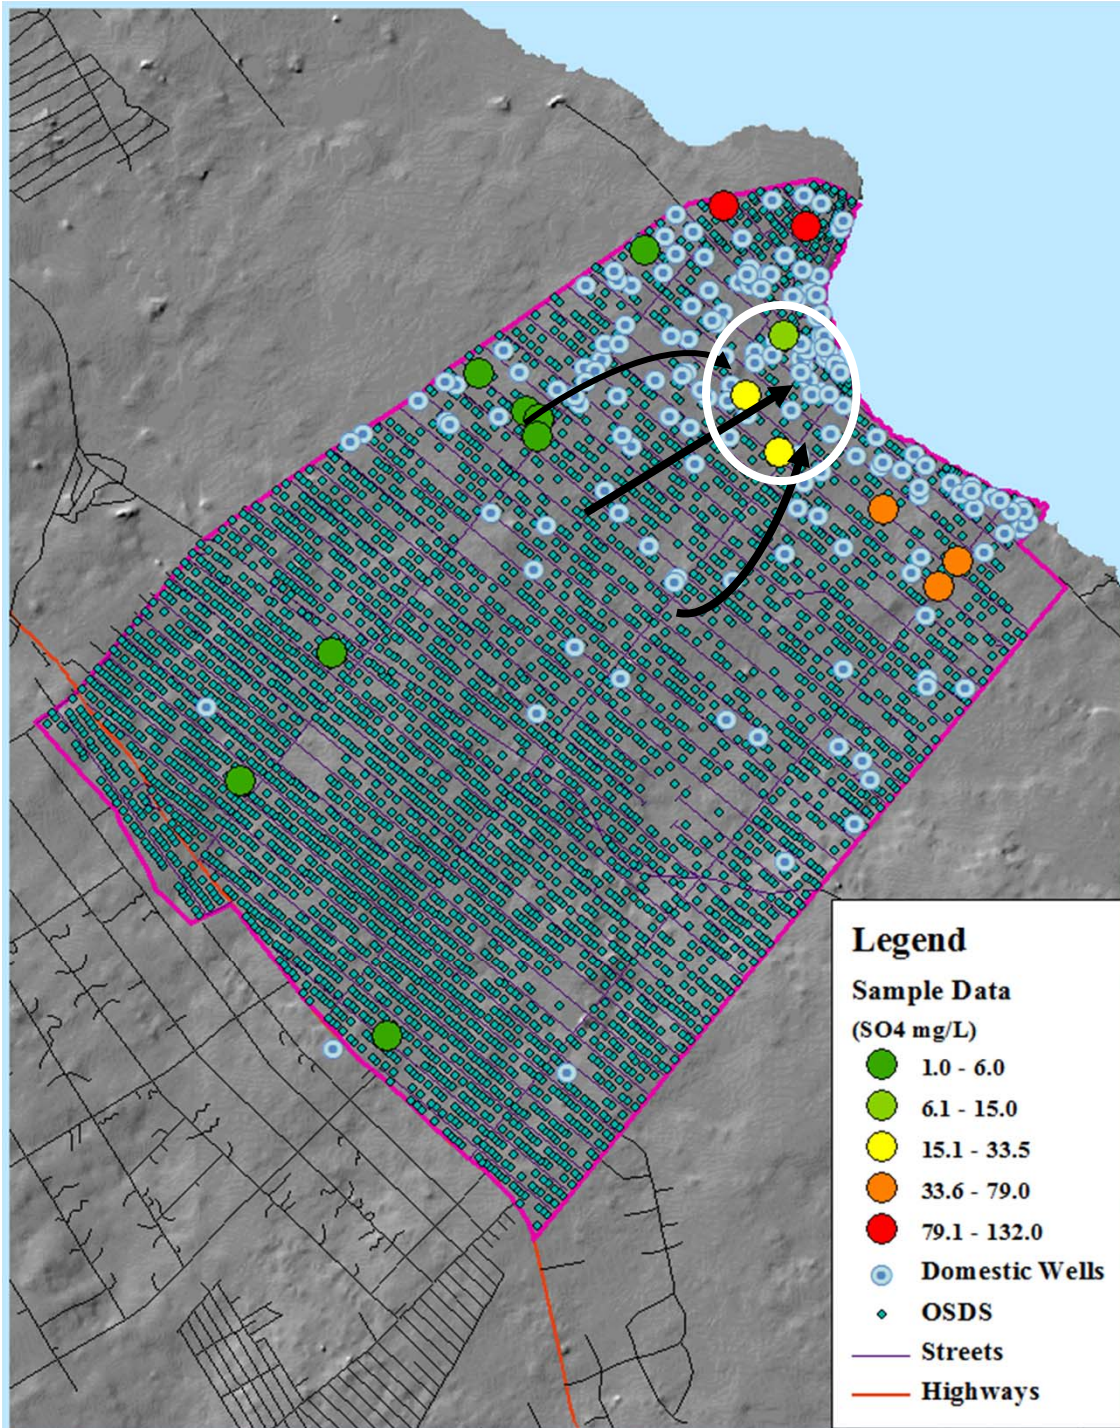 Legend
Sample Data
(SO4 mg/L)
1.0 - 6.0
6.1 - 15.0
15.1 - 33.5
33.6 - 79.0
79.1 - 132.0
Domestic Wells
OSDS
Streets
Highways